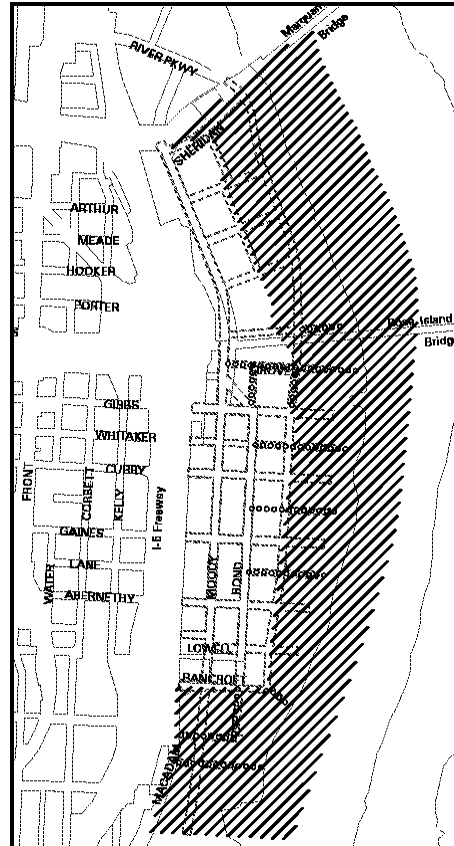 Marquam
Bridge
RIVER PKWY
SHERIDAN
ARTHUR
MEADE
HOOKER
PORTER
Ross Island
Bridge
GIBBS
WHITAKER
CURRY
FRONT
CORBETT
KELLY
I-5 Freeway
GAINES
LANE
WATER
ABERNETHY
MOODY
BOND
LOWELL
BANCROFT
MACADAM